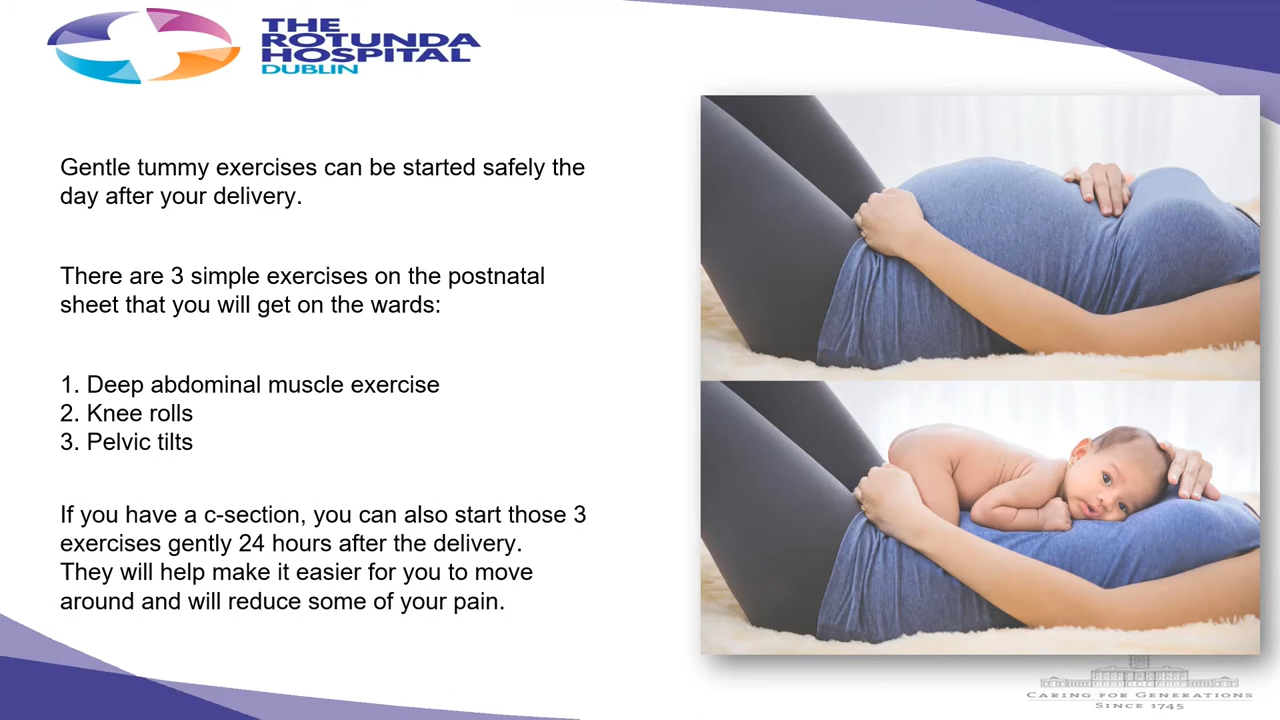 THE
ROTUNDA
HOSPITAL
DUBLIN
Gentle tummy exercises can be started safely the
day after your delivery.
There are 3 simple exercises on the postnatal
sheet that you will get on the wards:
1. Deep abdominal muscle exercise
2. Knee rolls
3. Pelvic tilts
If you have a c-section, you can also start those 3
exercises gently 24 hours after the delivery.
They will help make it easier for you to move
around and will reduce some of your pain.
Caring for Generations
Since 1745